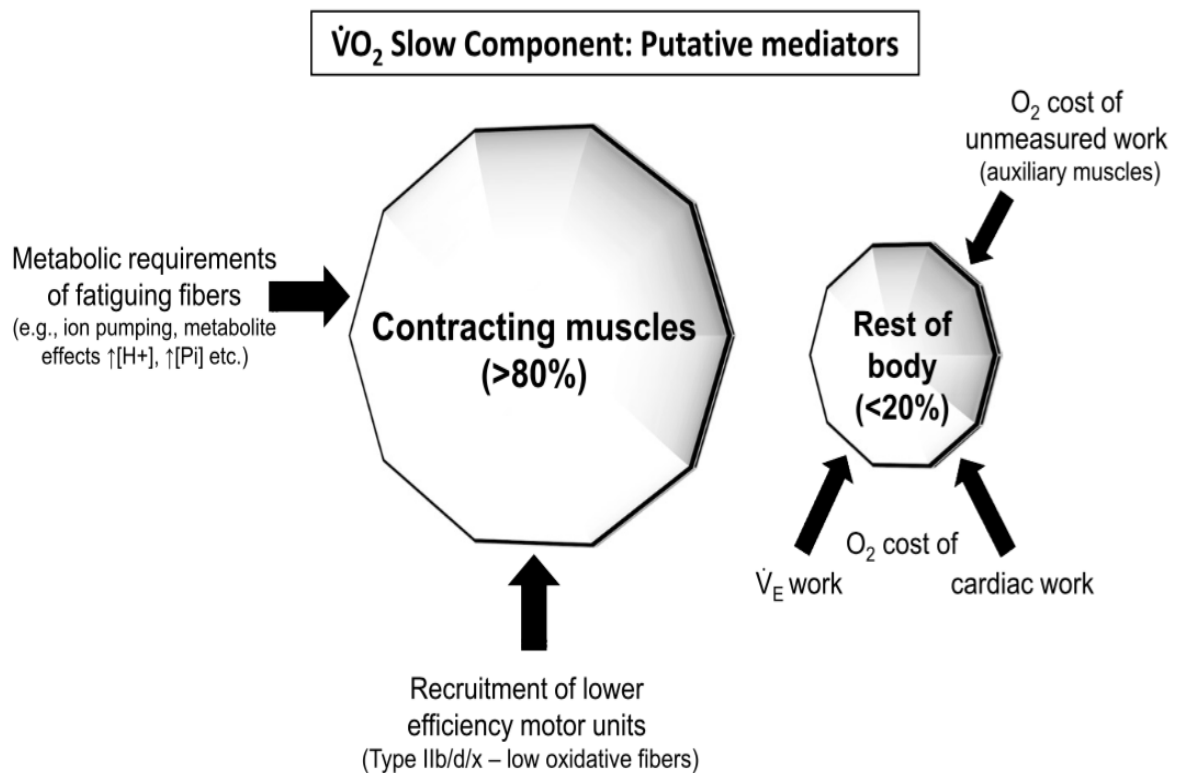 V̇O₂ Slow Component: Putative mediators
O₂ cost of
unmeasured work
(auxiliary muscles)
Metabolic requirements
of fatiguing fibers
(e.g., ion pumping, metabolite
effects ↑[H+], ↑[Pi] etc.)
Contracting muscles
(>80%)
Rest of
body
(<20%)
O₂ cost of
V̇E work
cardiac work
Recruitment of lower
efficiency motor units
(Type IIb/d/x – low oxidative fibers)